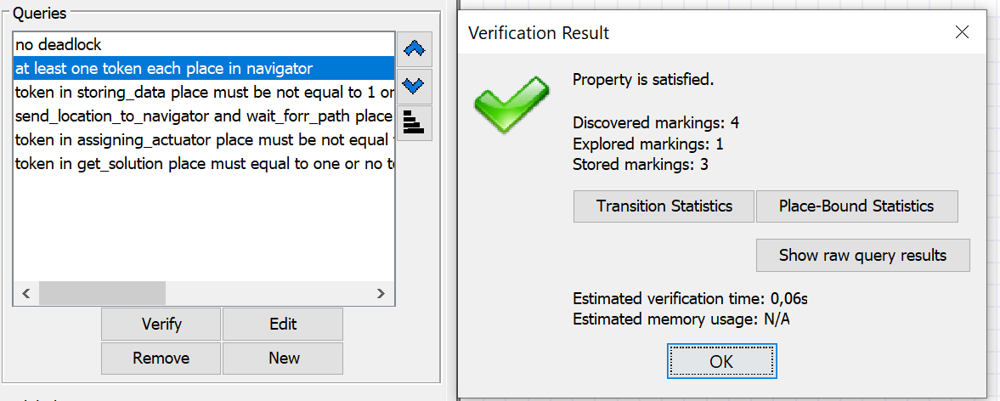 Queries
no deadlock
at least one token each place in navigator
token in storing_data place must be not equal to 1 or
send_location_to_navigator and wait_forr_path place
token in assigning_actuator place must be not equal
token in get_solution place must equal to one or no
Verify
Edit
Remove
New
Verification Result
Property is satisfied.
Discovered markings: 4
Explored markings: 1
Stored markings: 3
Transition Statistics
Place-Bound Statistics
Show raw query results
Estimated verification time: 0,06s
Estimated memory usage: N/A
OK